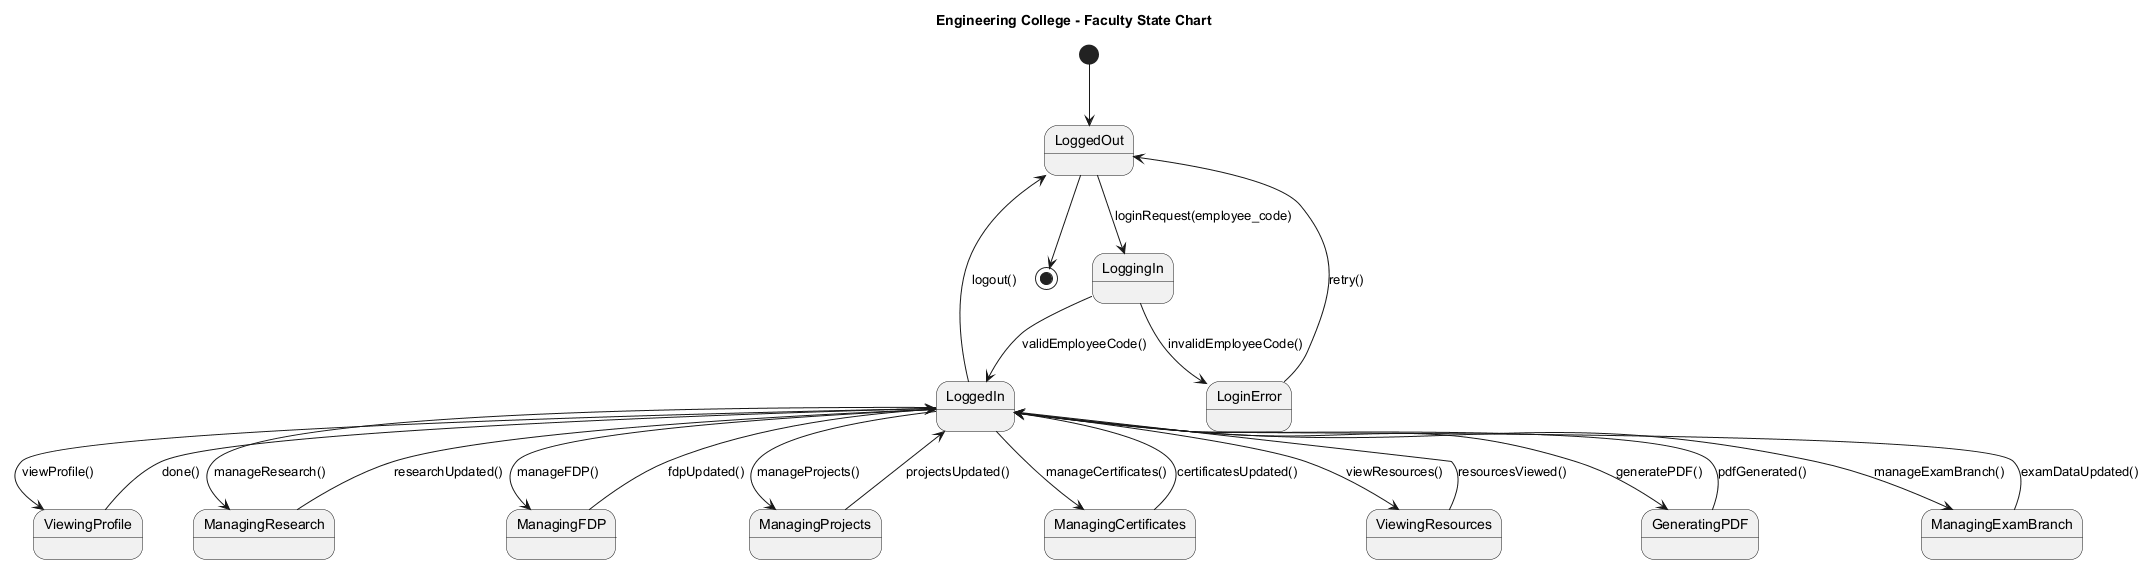 Engineering College - Faculty State Chart
LoggedOut
loginRequest(employee_code)
LoggingIn
logout()
retry()
validEmployeeCode()
invalidEmployeeCode()
LoggedIn
LoginError
viewProfile()
done()
manageResearch()
researchUpdated()
manageFDP()
fdpUpdated()
manageProjects()
projectsUpdated()
manageCertificates()
certificatesUpdated()
viewResources()
resourcesViewed()
generatePDF()
pdfGenerated()
manageExamBranch()
examDataUpdated()
ViewingProfile
ManagingResearch
ManagingFDP
ManagingProjects
ManagingCertificates
ViewingResources
GeneratingPDF
ManagingExamBranch